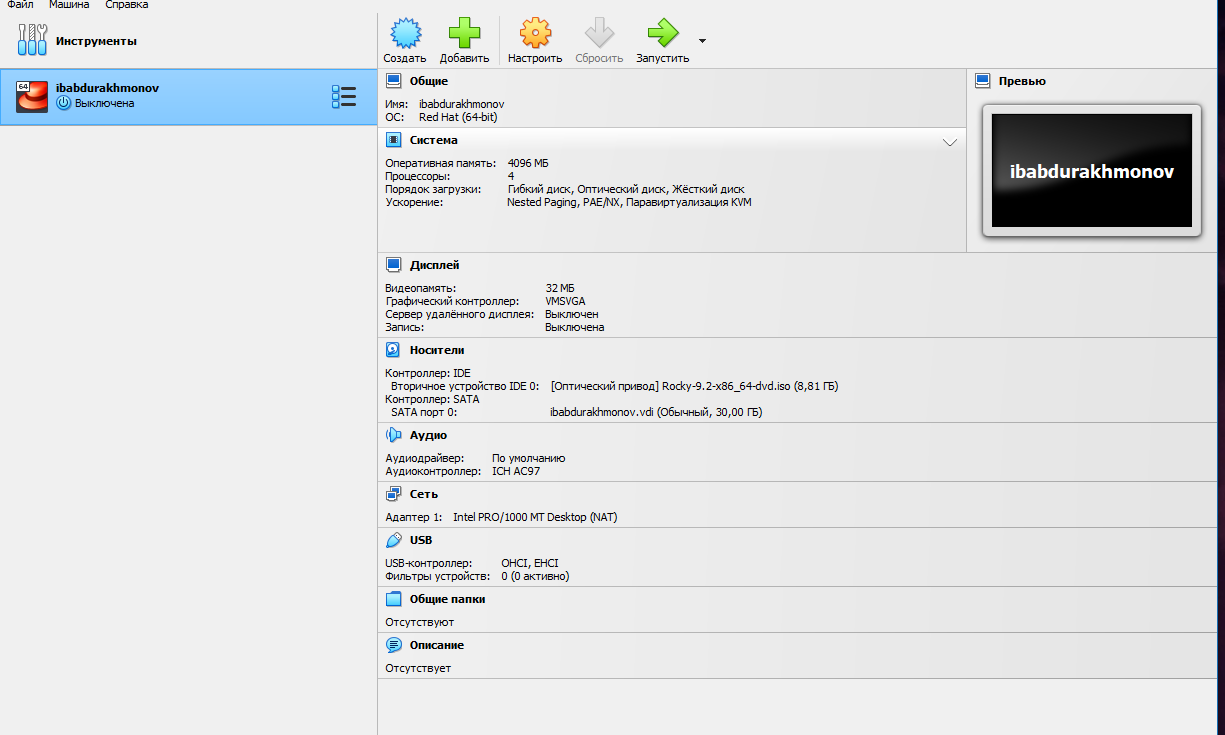 Файл Машина Справка
Инструменты
Создать Добавить Настроить Сбросить Запустить
64
ibabdurakhmonov
Выключена
Общие
Имя: ibabdurakhmonov
ОС: Red Hat (64-bit)
Превью
ibabdurakhmonov
Система
Оперативная память: 4096 МБ
Процессоры: 4
Порядок загрузки: Гибкий диск, Оптический диск, Жёсткий диск
Ускорение: Nested Paging, PAE/NX, Паравиртуализация KVM
Дисплей
Видеопамять: 32 МБ
Графический контроллер: VMSVGA
Сервер удалённого дисплея: Выключен
Запись: Выключена
Носители
Контроллер: IDE
Вторичное устройство IDE 0: [Оптический привод] Rocky-9.2-x86_64-dvd.iso (8,81 ГБ)
Контроллер: SATA
SATA порт 0: ibabdurakhmonov.vdi (Обычный, 30,00 ГБ)
Аудио
Аудиодрайвер: По умолчанию
Аудиоконтроллер: ICH AC97
Сеть
Адаптер 1: Intel PRO/1000 MT Desktop (NAT)
USB
USB-контроллер: OHCI, EHCI
Фильтры устройств: 0 (0 активно)
Общие папки
Отсутствуют
Описание
Отсутствует